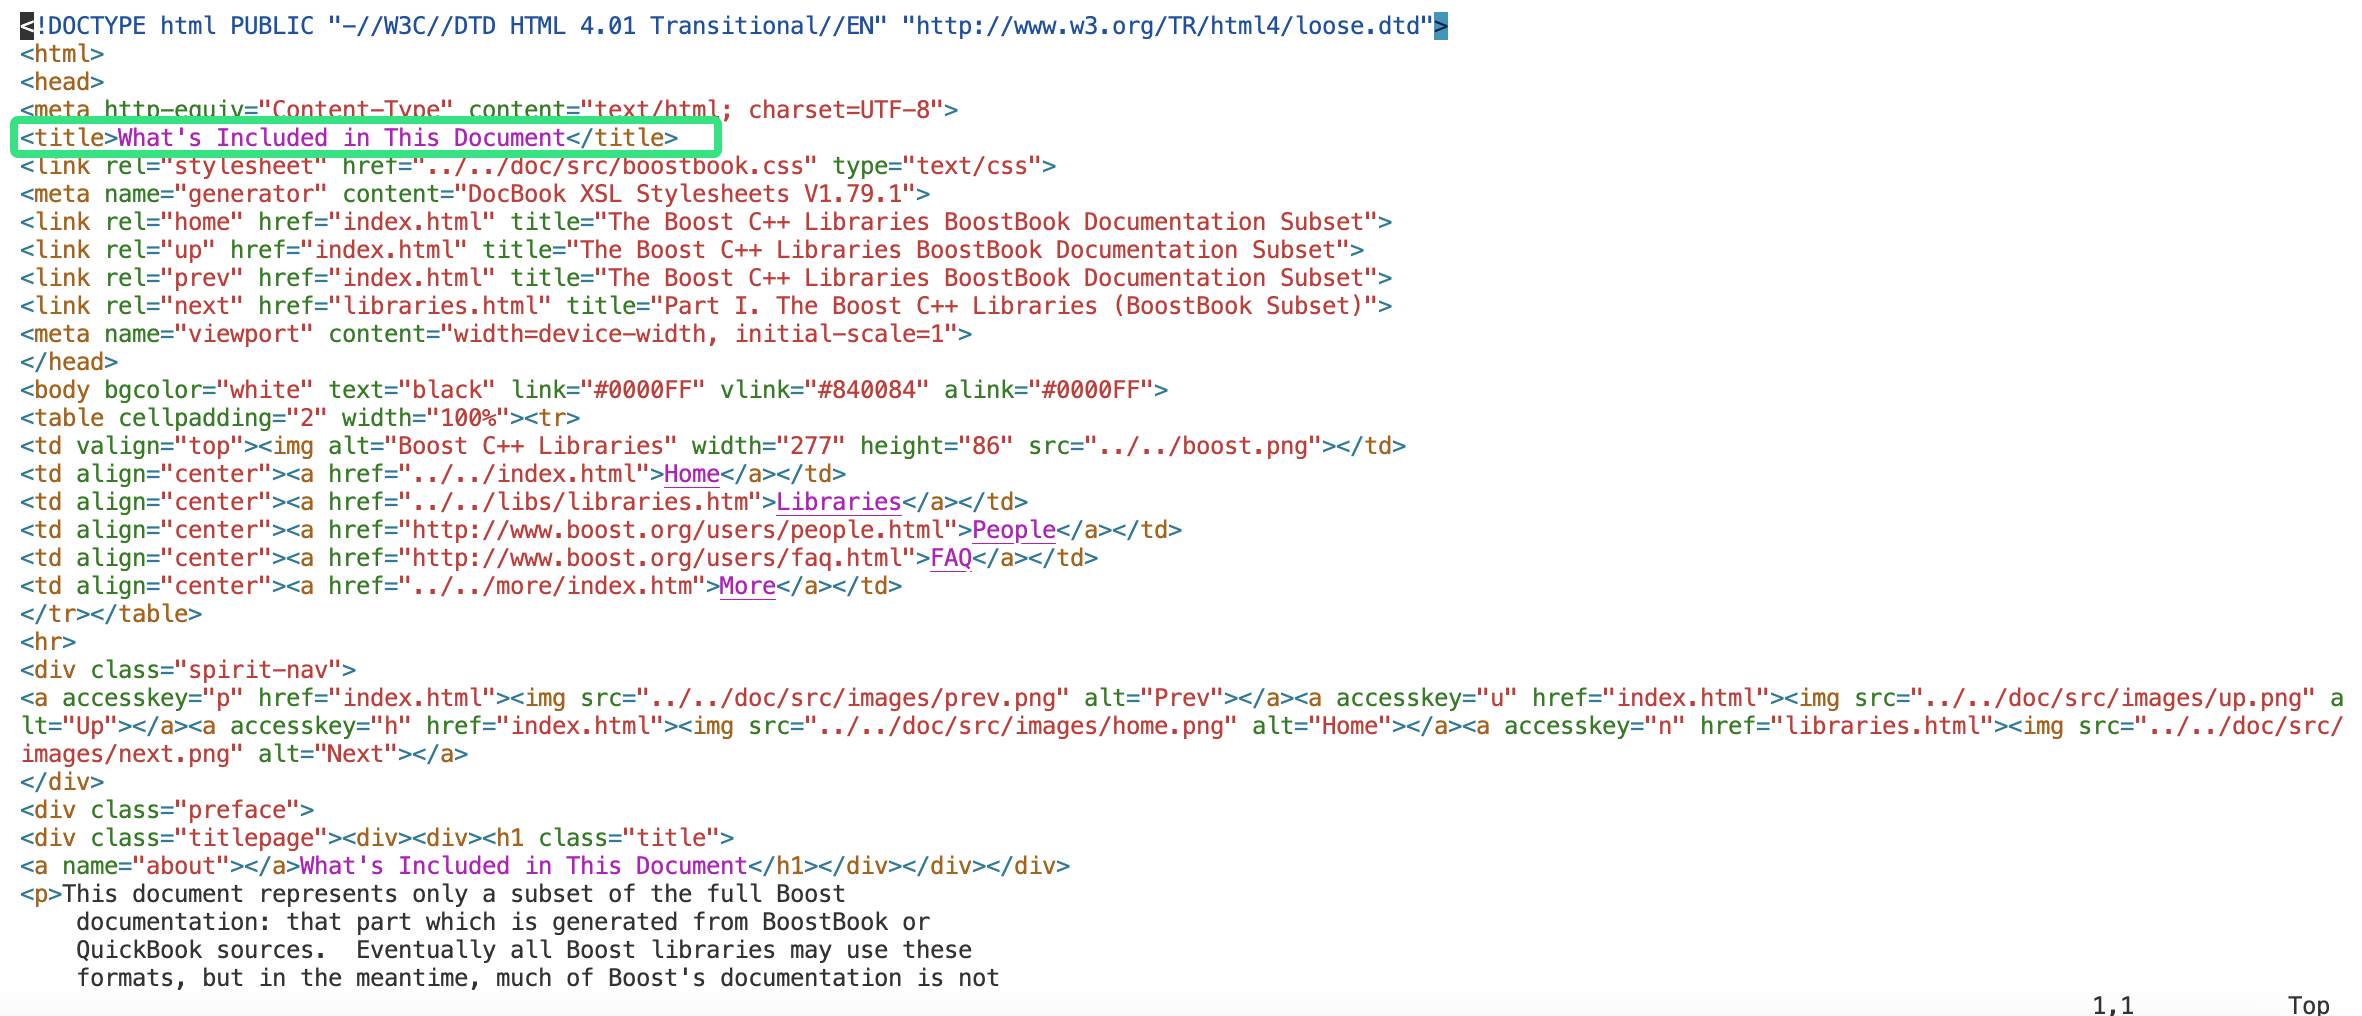 <!DOCTYPE html PUBLIC "-//W3C//DTD HTML 4.01 Transitional//EN" "http://www.w3.org/TR/html4/loose.dtd">
<html>
<head>
<meta http-equiv="Content-Type" content="text/html; charset=UTF-8">
<title>What's Included in This Document</title>
<link rel="stylesheet" href="../../doc/src/boostbook.css" type="text/css">
<meta name="generator" content="DocBook XSL Stylesheets V1.79.1">
<link rel="home" href="index.html" title="The Boost C++ Libraries BoostBook Documentation Subset">
<link rel="up" href="index.html" title="The Boost C++ Libraries BoostBook Documentation Subset">
<link rel="prev" href="index.html" title="The Boost C++ Libraries BoostBook Documentation Subset">
<link rel="next" href="libraries.html" title="Part I. The Boost C++ Libraries (BoostBook Subset)">
<meta name="viewport" content="width=device-width, initial-scale=1">
</head>
<body bgcolor="white" text="black" link="#0000FF" vlink="#840084" alink="#0000FF">
<table cellpadding="2" width="100%"><tr>
<td valign="top"><img alt="Boost C++ Libraries" width="277" height="86" src="../../boost.png"></td>
<td align="center"><a href="../../index.html">Home</a></td>
<td align="center"><a href="../../libs/libraries.htm">Libraries</a></td>
<td align="center"><a href="http://www.boost.org/users/people.html">People</a></td>
<td align="center"><a href="http://www.boost.org/users/faq.html">FAQ</a></td>
<td align="center"><a href="../../more/index.htm">More</a></td>
</tr></table>
<hr>
<div class="spirit-nav">
<a accesskey="p" href="index.html"><img src="../../doc/src/images/prev.png" alt="Prev"></a><a accesskey="u" href="index.html"><img src="../../doc/src/images/up.png" a
lt="Up"></a><a accesskey="h" href="index.html"><img src="../../doc/src/images/home.png" alt="Home"></a><a accesskey="n" href="libraries.html"><img src="../../doc/src/
images/next.png" alt="Next"></a>
</div>
<div class="preface">
<div class="titlepage"><div><div><h1 class="title">
<a name="about"></a>What's Included in This Document</h1></div></div></div>
<p>This document represents only a subset of the full Boost
    documentation: that part which is generated from BoostBook or
    QuickBook sources.  Eventually all Boost libraries may use these
    formats, but in the meantime, much of Boost's documentation is not
1,1 Top